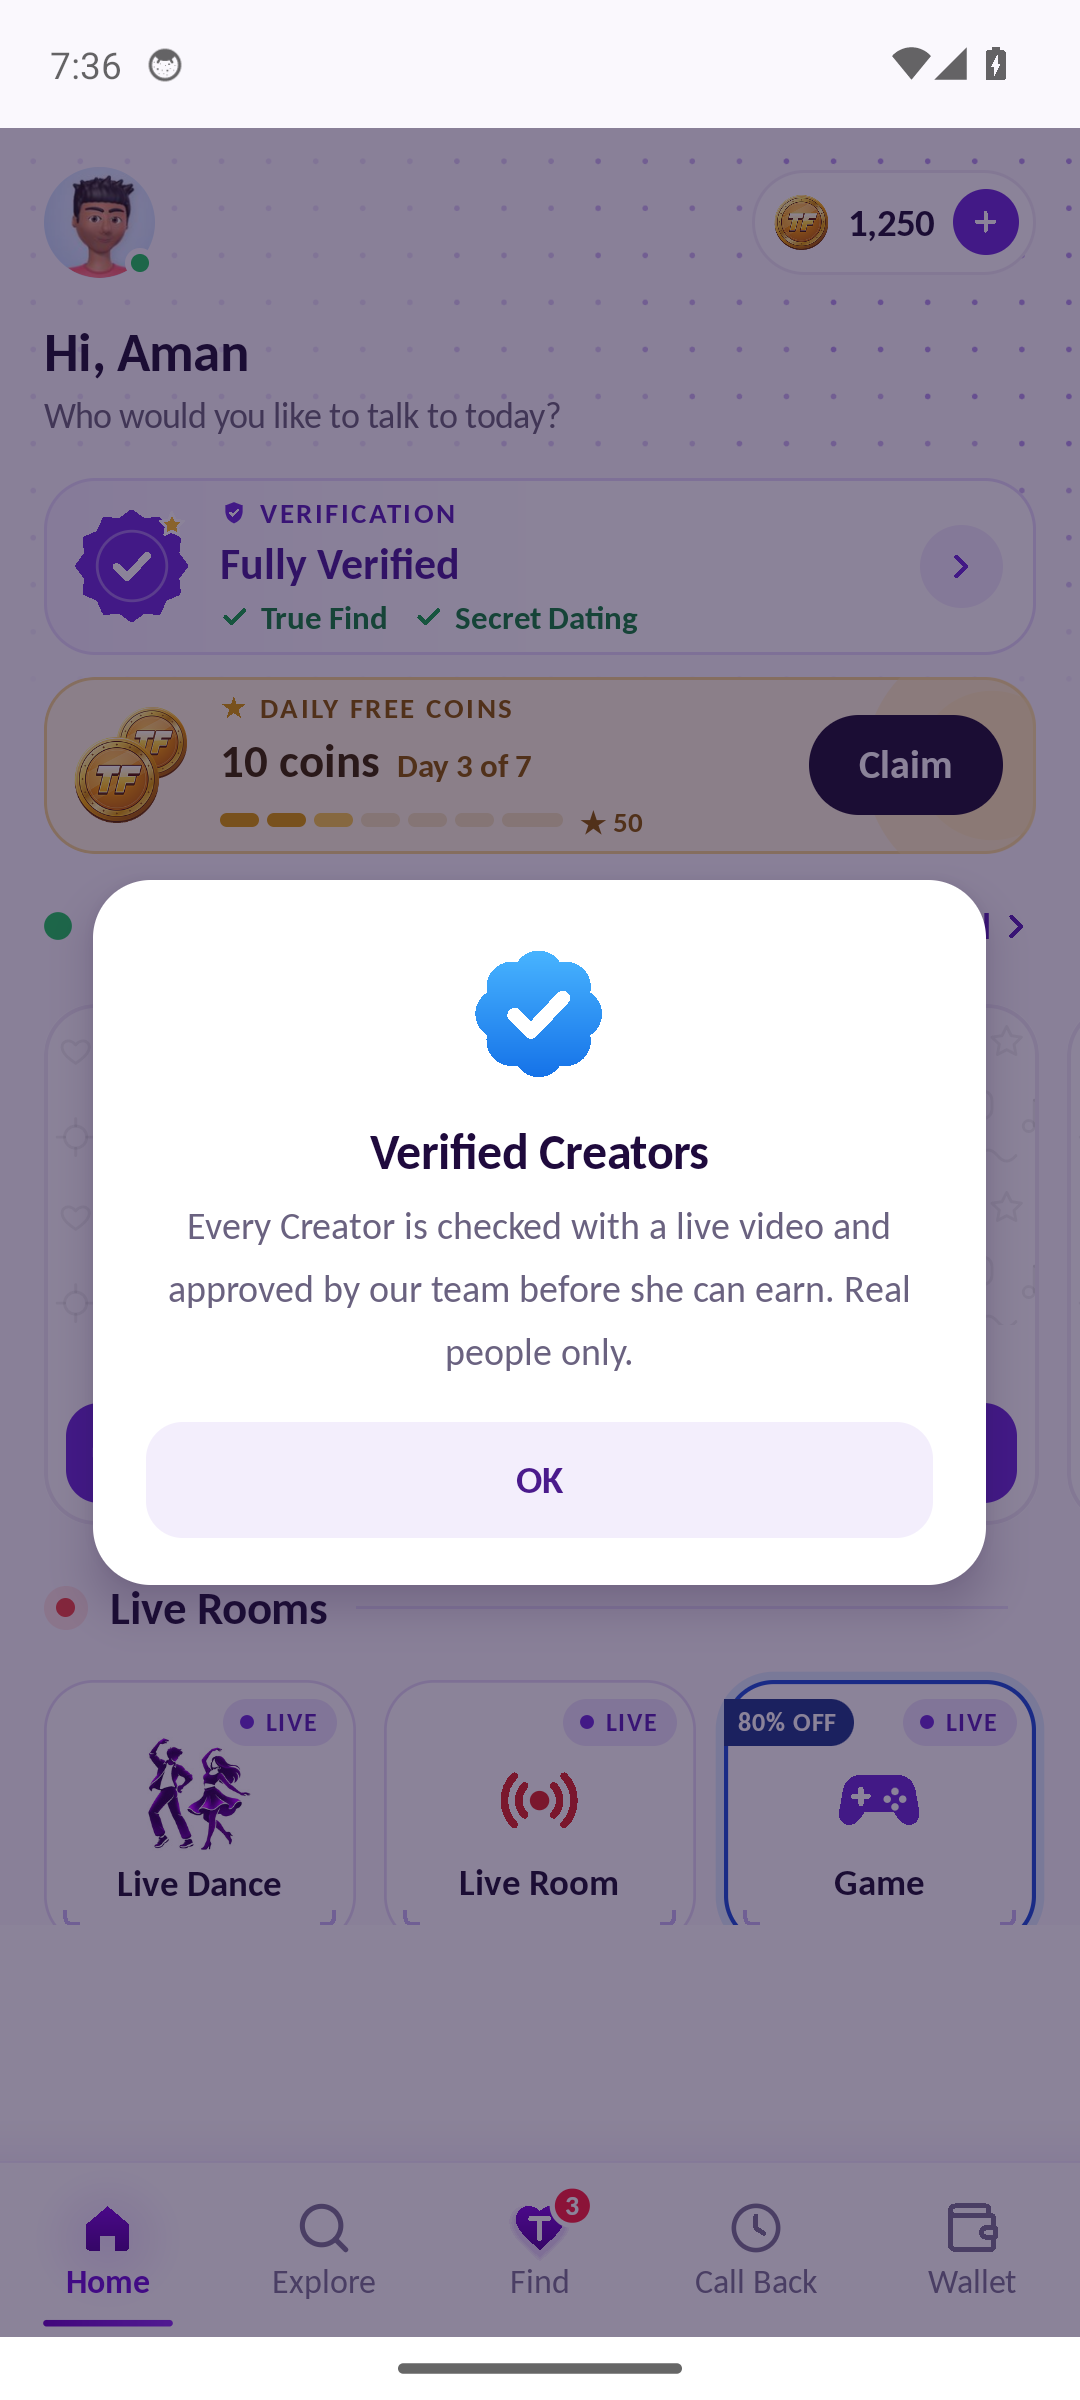 7:36
1,250
Hi, Aman
Who would you like to talk to today?
VERIFICATION
Fully Verified
True Find Secret Dating
DAILY FREE COINS
10 coins Day 3 of 7
★ 50
Claim
Verified Creators
Every Creator is checked with a live video and
approved by our team before she can earn. Real
people only.
OK
Live Rooms
LIVE
LIVE
80% OFF LIVE
Live Dance
Live Room
Game
3
Home
Explore
Find
Call Back
Wallet